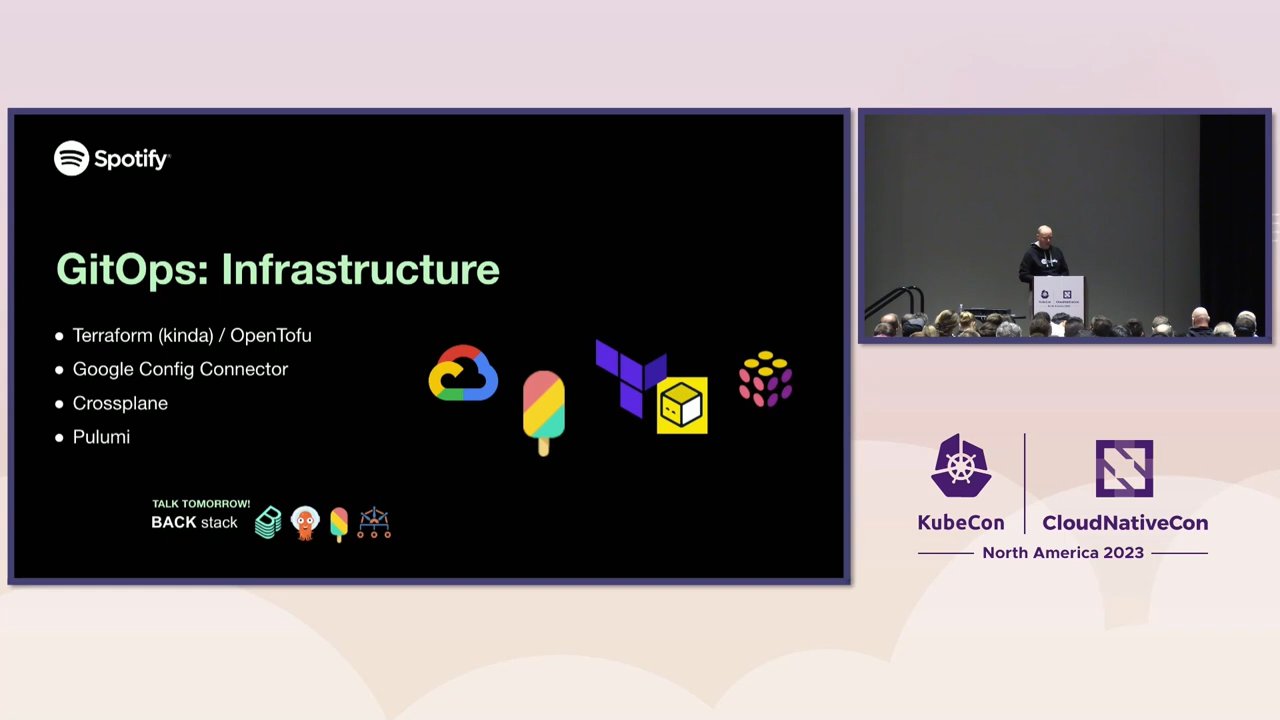 Spotify
GitOps: Infrastructure
Terraform (kinda) / OpenTofu
Google Config Connector
Crossplane
Pulumi
TALK TOMORROW!
BACK stack
KubeCon
CloudNativeCon
North America 2023